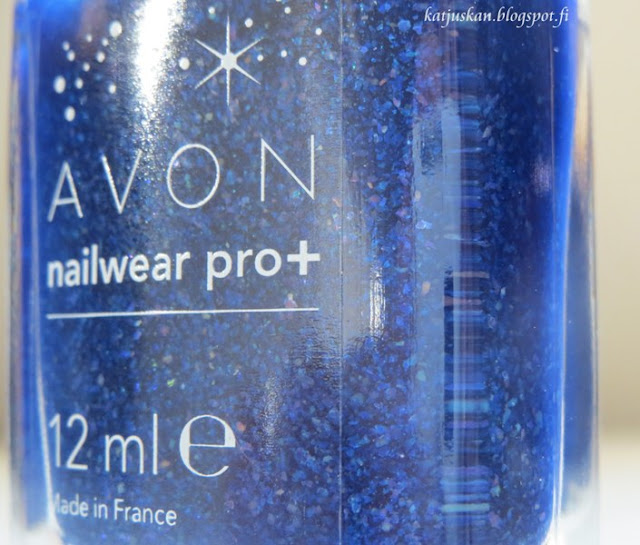 katjuskan.blogspot.fi
AVON
nailwear pro+
12 ml e
Made in France